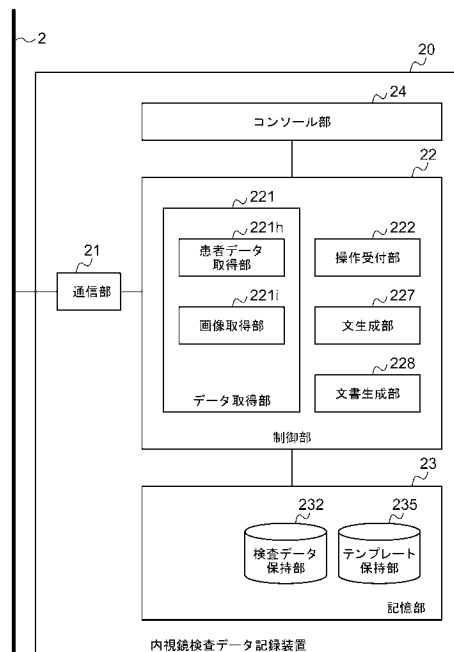 2
20
24
コンソール部
22
221
221h
患者データ
取得部
222
操作受付部
21
通信部
221i
画像取得部
227
文生成部
228
文書生成部
データ取得部
制御部
23
232
検査データ
保持部
235
テンプレート
保持部
記憶部
内視鏡検査データ記録装置